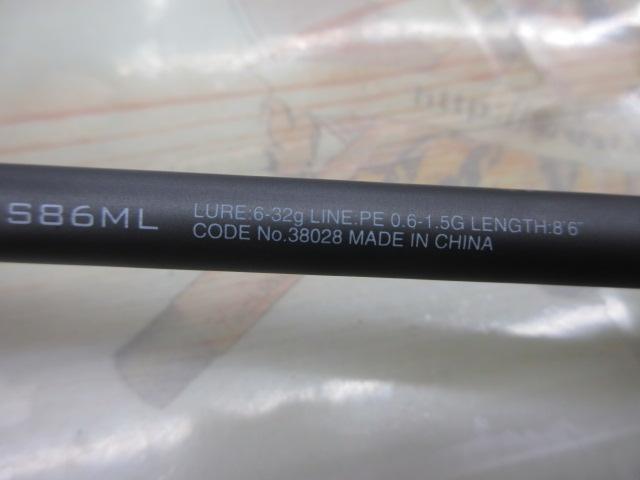 S86ML LURE:6-32g LINE:PE 0.6-1.5G LENGTH:8'6"
CODE No.38028 MADE IN CHINA
http://